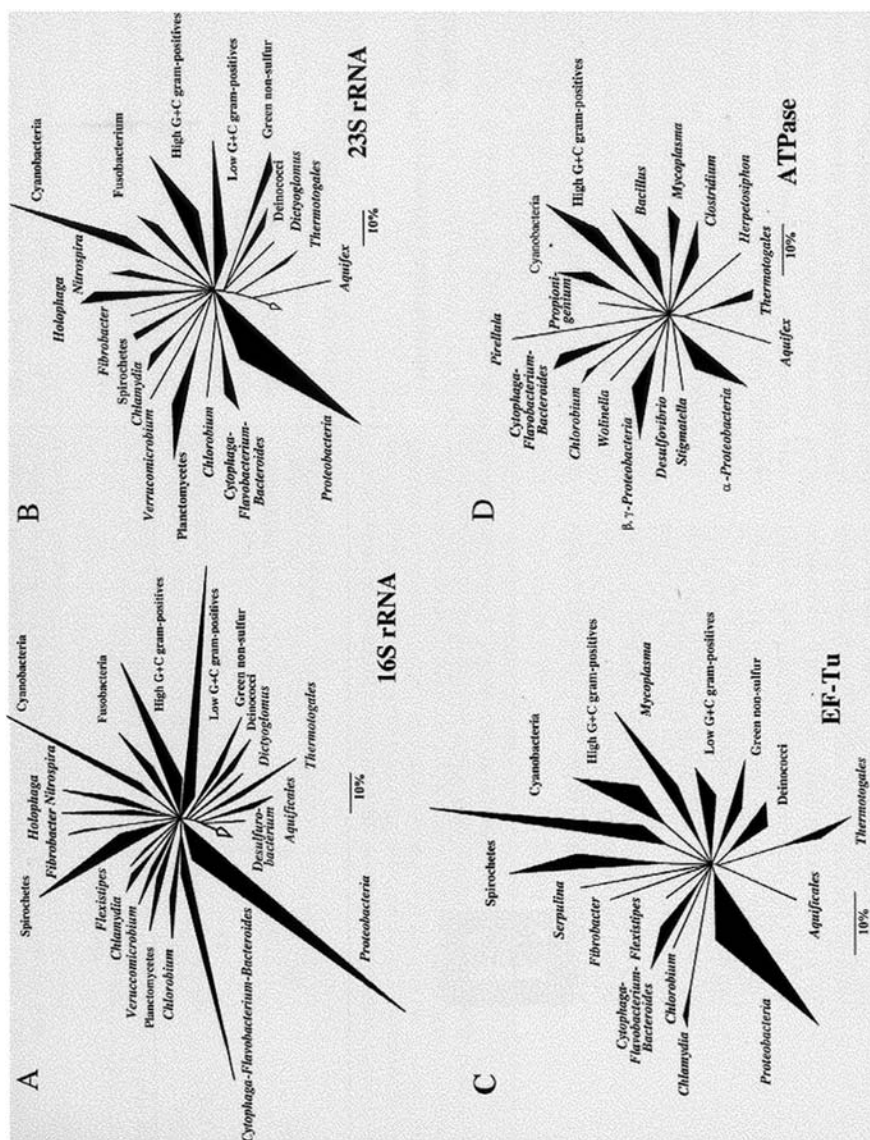 A
Cyanobacteria
Holophaga
Nitrospira
Fibrobacter
Spirochetes
Fusobacteria
High G+C gram-positives
Flexistipes
Chlamydia
Veruccomicrobium
Planctomycetes
Chlorobium
Low G+C gram-positives
Green non-sulfur
Deinococci
Dictyoglomus
Thermotogales
Aquificales
Desulfuro-
bacterium
Cytophaga-Flavobacterium-Bacteroides
Proteobacteria
10%
16S rRNA
B
Cyanobacteria
Holophaga
Nitrospira
Fusobacterium
Fibrobacter
Spirochetes
Chlamydia
Verrucomicrobium
Planctomycetes
High G+C gram-positives
Low G+C gram-positives
Green non-sulfur
Chlorobium
Cytophaga-
Flavobacterium-
Bacteroides
Deinococci
Dictyoglomus
Thermotogales
Aquifex
Proteobacteria
10%
23S rRNA
C
Spirochetes
Cyanobacteria
Serpulina
High G+C gram-positives
Fibrobacter
Mycoplasma
Flexistipes
Cytophaga-
Flavobacterium-
Bacteroides
Chlorobium
Chlamydia
Low G+C gram-positives
Green non-sulfur
Deinococci
Proteobacteria
Aquificales
Thermotogales
10%
EF-Tu
D
Pirellula
Cyanobacteria
Propioni-
genium
High G+C gram-positives
Cytophaga-
Flavobacterium-
Bacteroides
Chlorobium
Wolinella
Bacillus
Mycoplasma
Clostridium
β, γ-Proteobacteria
Desulfovibrio
Stigmatella
Herpetosiphon
α-Proteobacteria
Thermotogales
Aquifex
10%
ATPase